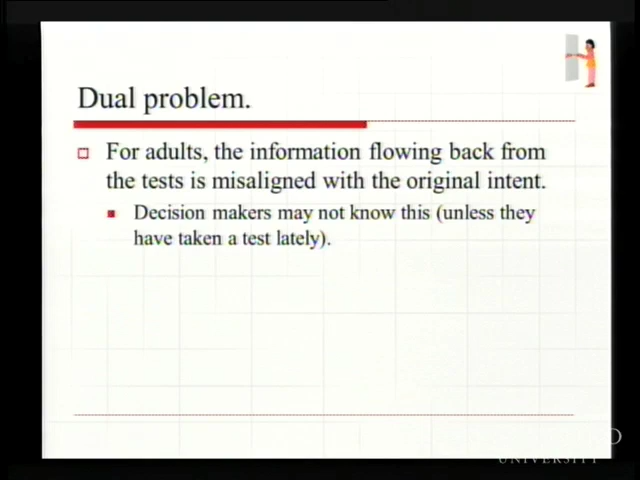 Dual problem.
For adults, the information flowing back from
the tests is misaligned with the original intent.
Decision makers may not know this (unless they
have taken a test lately).
UNIVERSITY